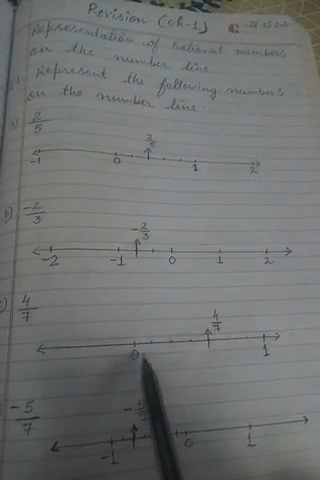 Revision (ch-1)
Representation of rational numbers
on the number line
Represent the following numbers
on the number line.
2/5
2/5
-1 0 1 2
b) -2/3
-2/3
-2 -1 0 1 2
4/7
4/7
0 1
-5/7
-1 0 1